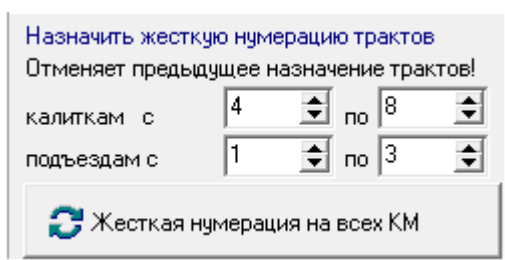 Назначить жесткую нумерацию трактов
Отменяет предыдущее назначение трактов!
калиткам с 4 по 8
подъездам с 1 по 3
Жесткая нумерация на всех КМ